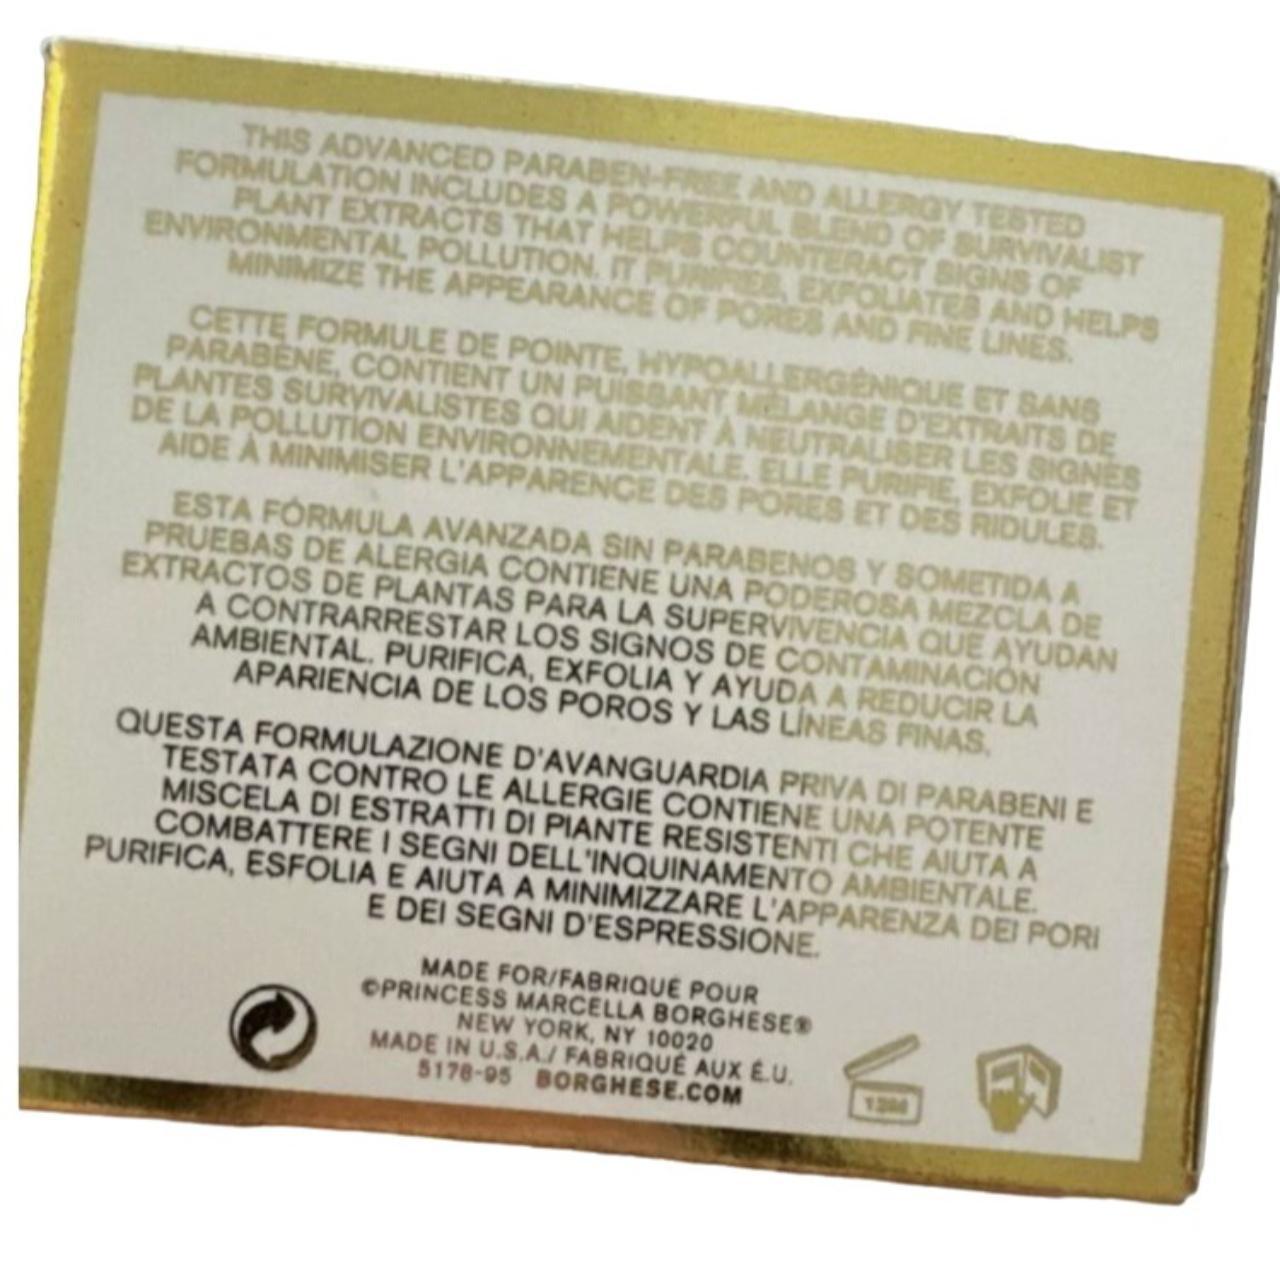 THIS ADVANCED PARABEN-FREE AND ALLERGY TESTED
FORMULATION INCLUDES A POWERFUL BLEND OF SURVIVALIST
PLANT EXTRACTS THAT HELPS COUNTERACT SIGNS OF
ENVIRONMENTAL POLLUTION. IT PURIFIES, EXFOLIATES AND HELPS
MINIMIZE THE APPEARANCE OF PORES AND FINE LINES.
CETTE FORMULE DE POINTE, HYPOALLERGÉNIQUE ET SANS
PARABÈNE, CONTIENT UN PUISSANT MÉLANGE D'EXTRAITS DE
PLANTES SURVIVALISTES QUI AIDENT À NEUTRALISER LES SIGNES
DE LA POLLUTION ENVIRONNEMENTALE. ELLE PURIFIE, EXFOLIE ET
AIDE À MINIMISER L'APPARENCE DES PORES ET DES RIDULES.
ESTA FÓRMULA AVANZADA SIN PARABENOS Y SOMETIDA A
PRUEBAS DE ALERGIA CONTIENE UNA PODEROSA MEZCLA DE
EXTRACTOS DE PLANTAS PARA LA SUPERVIVENCIA QUE AYUDAN
A CONTRARRESTAR LOS SIGNOS DE CONTAMINACIÓN
AMBIENTAL. PURIFICA, EXFOLIA Y AYUDA A REDUCIR LA
APARIENCIA DE LOS POROS Y LAS LÍNEAS FINAS.
QUESTA FORMULAZIONE D'AVANGUARDIA PRIVA DI PARABENI E
TESTATA CONTRO LE ALLERGIE CONTIENE UNA POTENTE
MISCELA DI ESTRATTI DI PIANTE RESISTENTI CHE AIUTA A
COMBATTERE I SEGNI DELL'INQUINAMENTO AMBIENTALE.
PURIFICA, ESFOLIA E AIUTA A MINIMIZZARE L'APPARENZA DEI PORI
E DEI SEGNI D'ESPRESSIONE.
MADE FOR/FABRIQUÉ POUR
©PRINCESS MARCELLA BORGHESE®
NEW YORK, NY 10020
MADE IN U.S.A./ FABRIQUÉ AUX É.U.
5178-95 BORGHESE.COM
12M